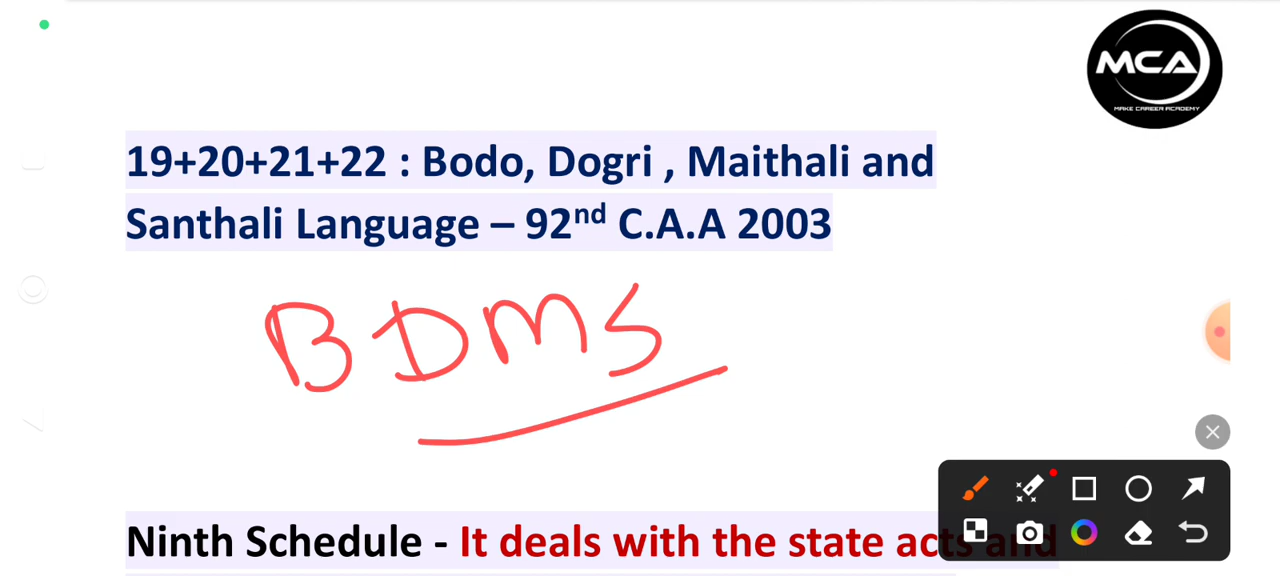 MCA
MAKE CAREER ACADEMY
19+20+21+22 : Bodo, Dogri , Maithali and
Santhali Language – 92nd C.A.A 2003
BDMS
Ninth Schedule - It deals with the state acts and